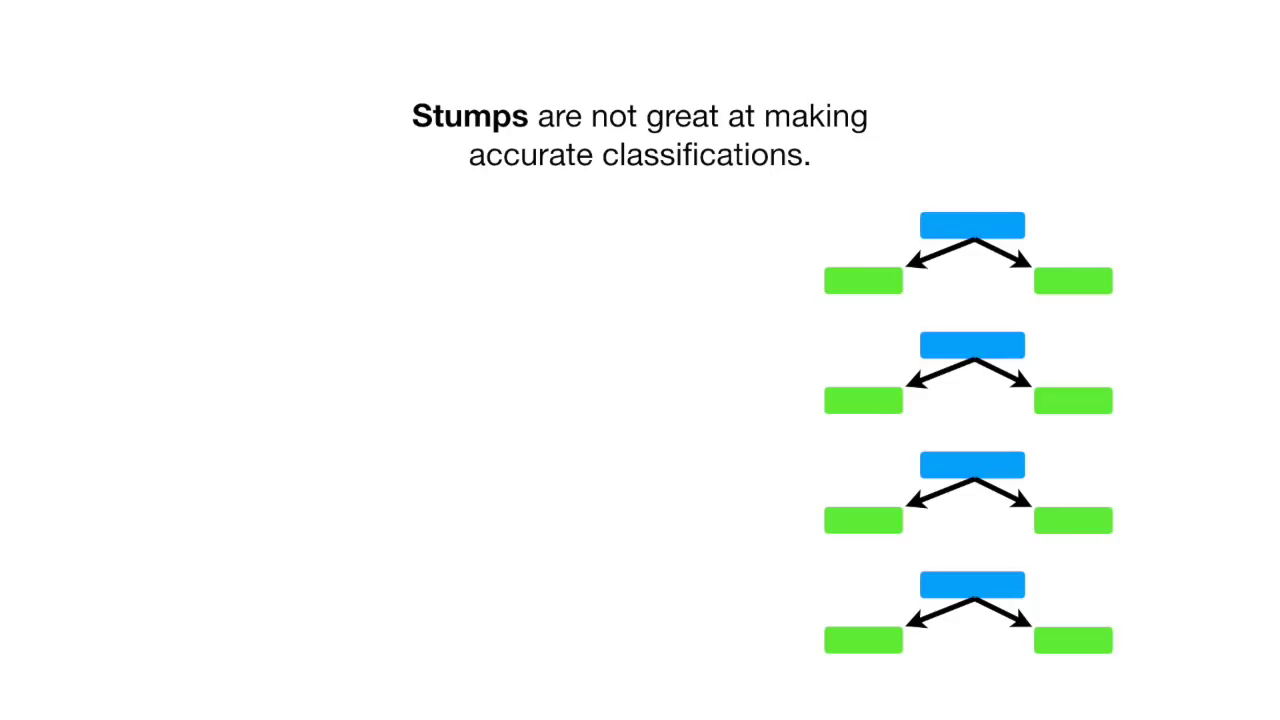 Stumps are not great at making
accurate classifications.